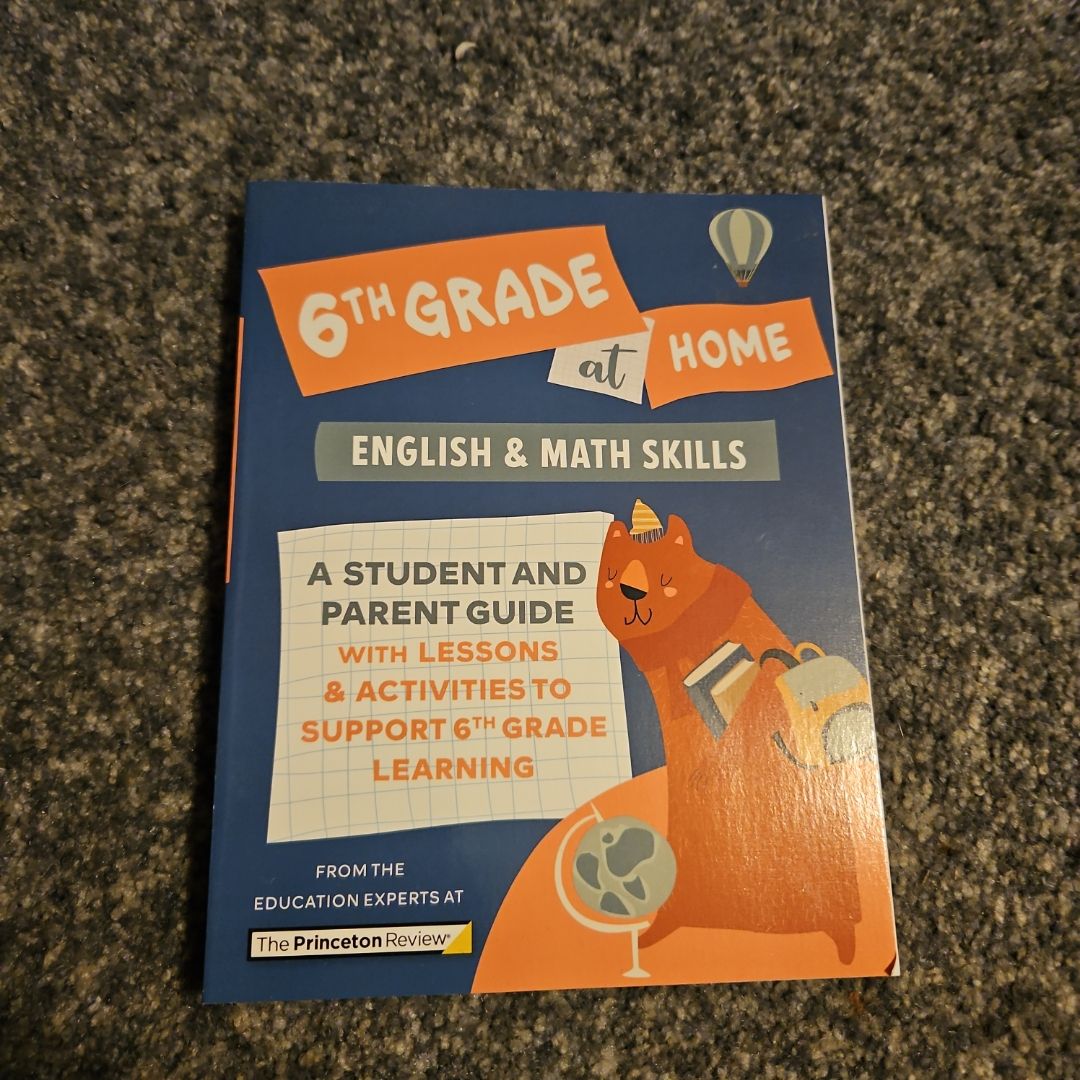 6TH GRADE
at
HOME
ENGLISH & MATH SKILLS
A STUDENT AND
PARENT GUIDE
WITH LESSONS
& ACTIVITIES TO
SUPPORT 6TH GRADE
LEARNING
FROM THE
EDUCATION EXPERTS AT
The Princeton Review®